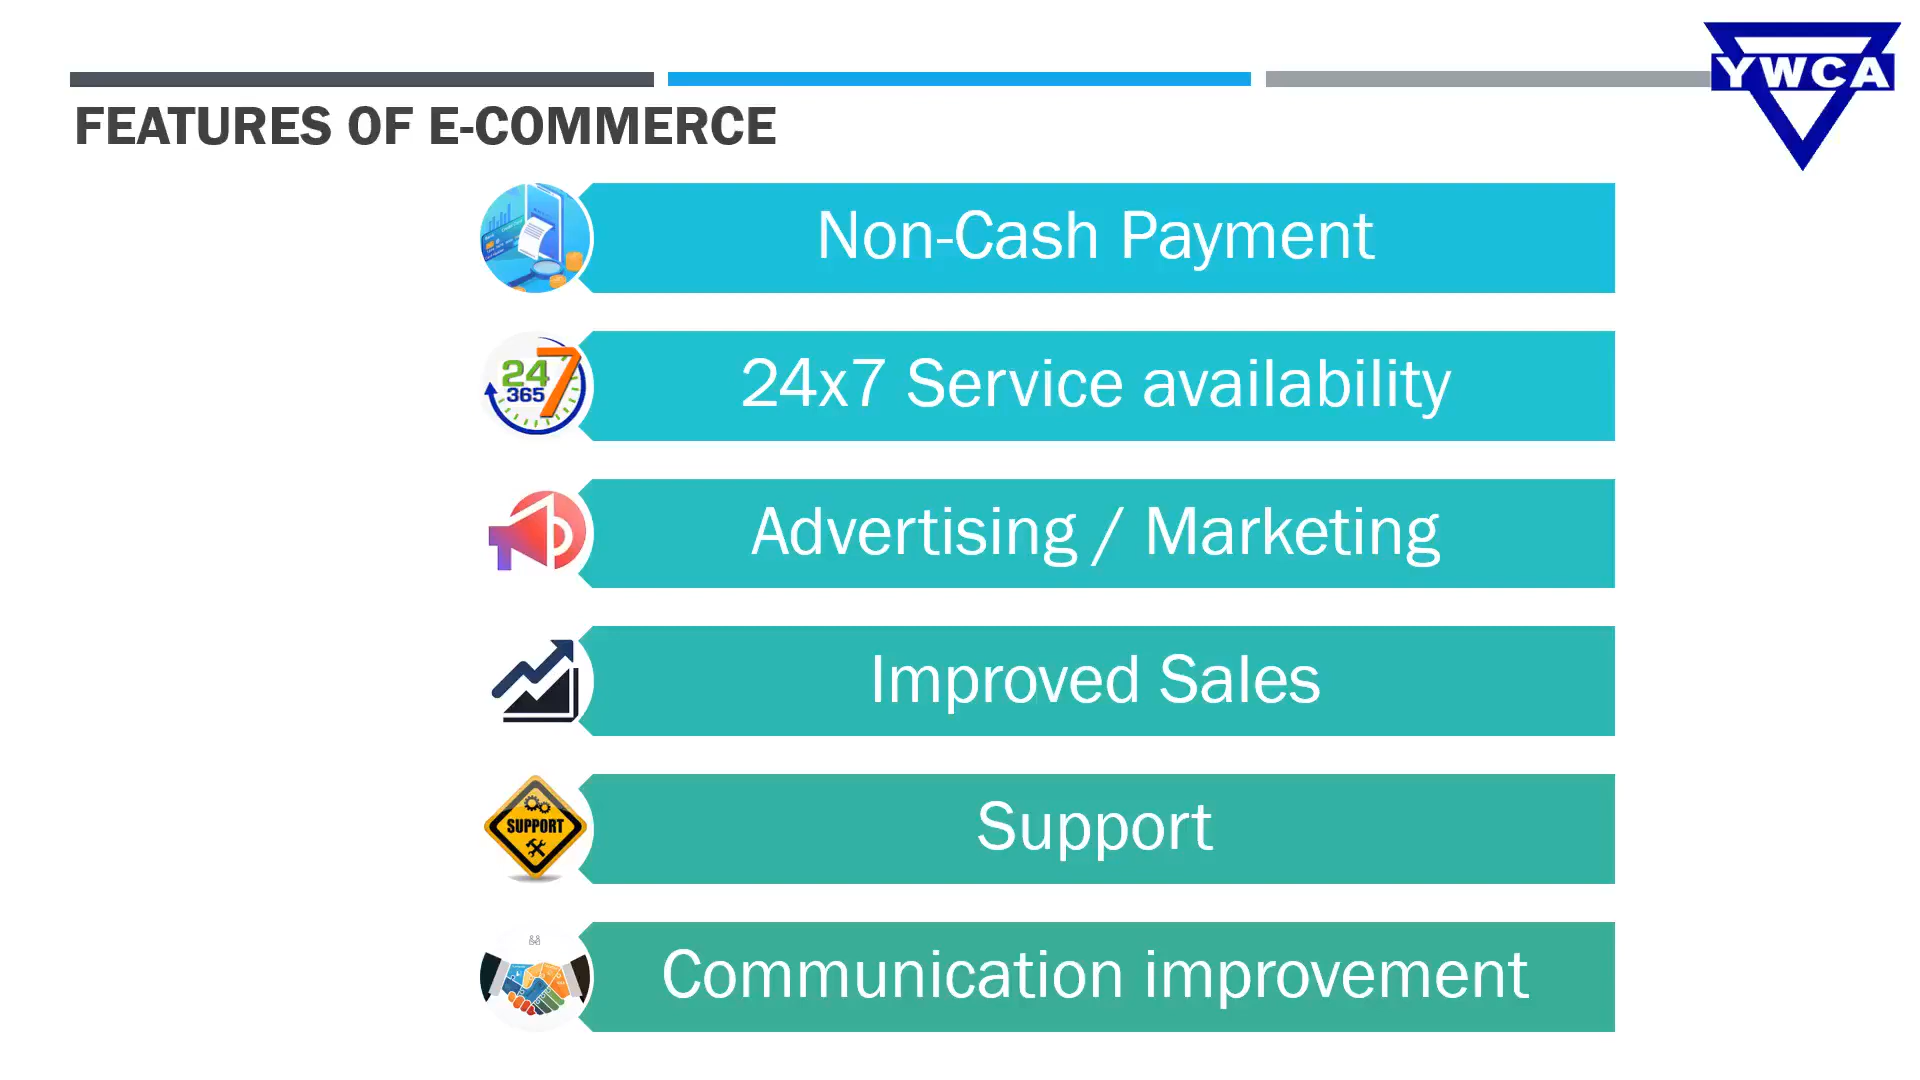 YWCA
FEATURES OF E-COMMERCE
Non-Cash Payment
24 7
365
24x7 Service availability
Advertising / Marketing
Improved Sales
SUPPORT
Support
Communication improvement